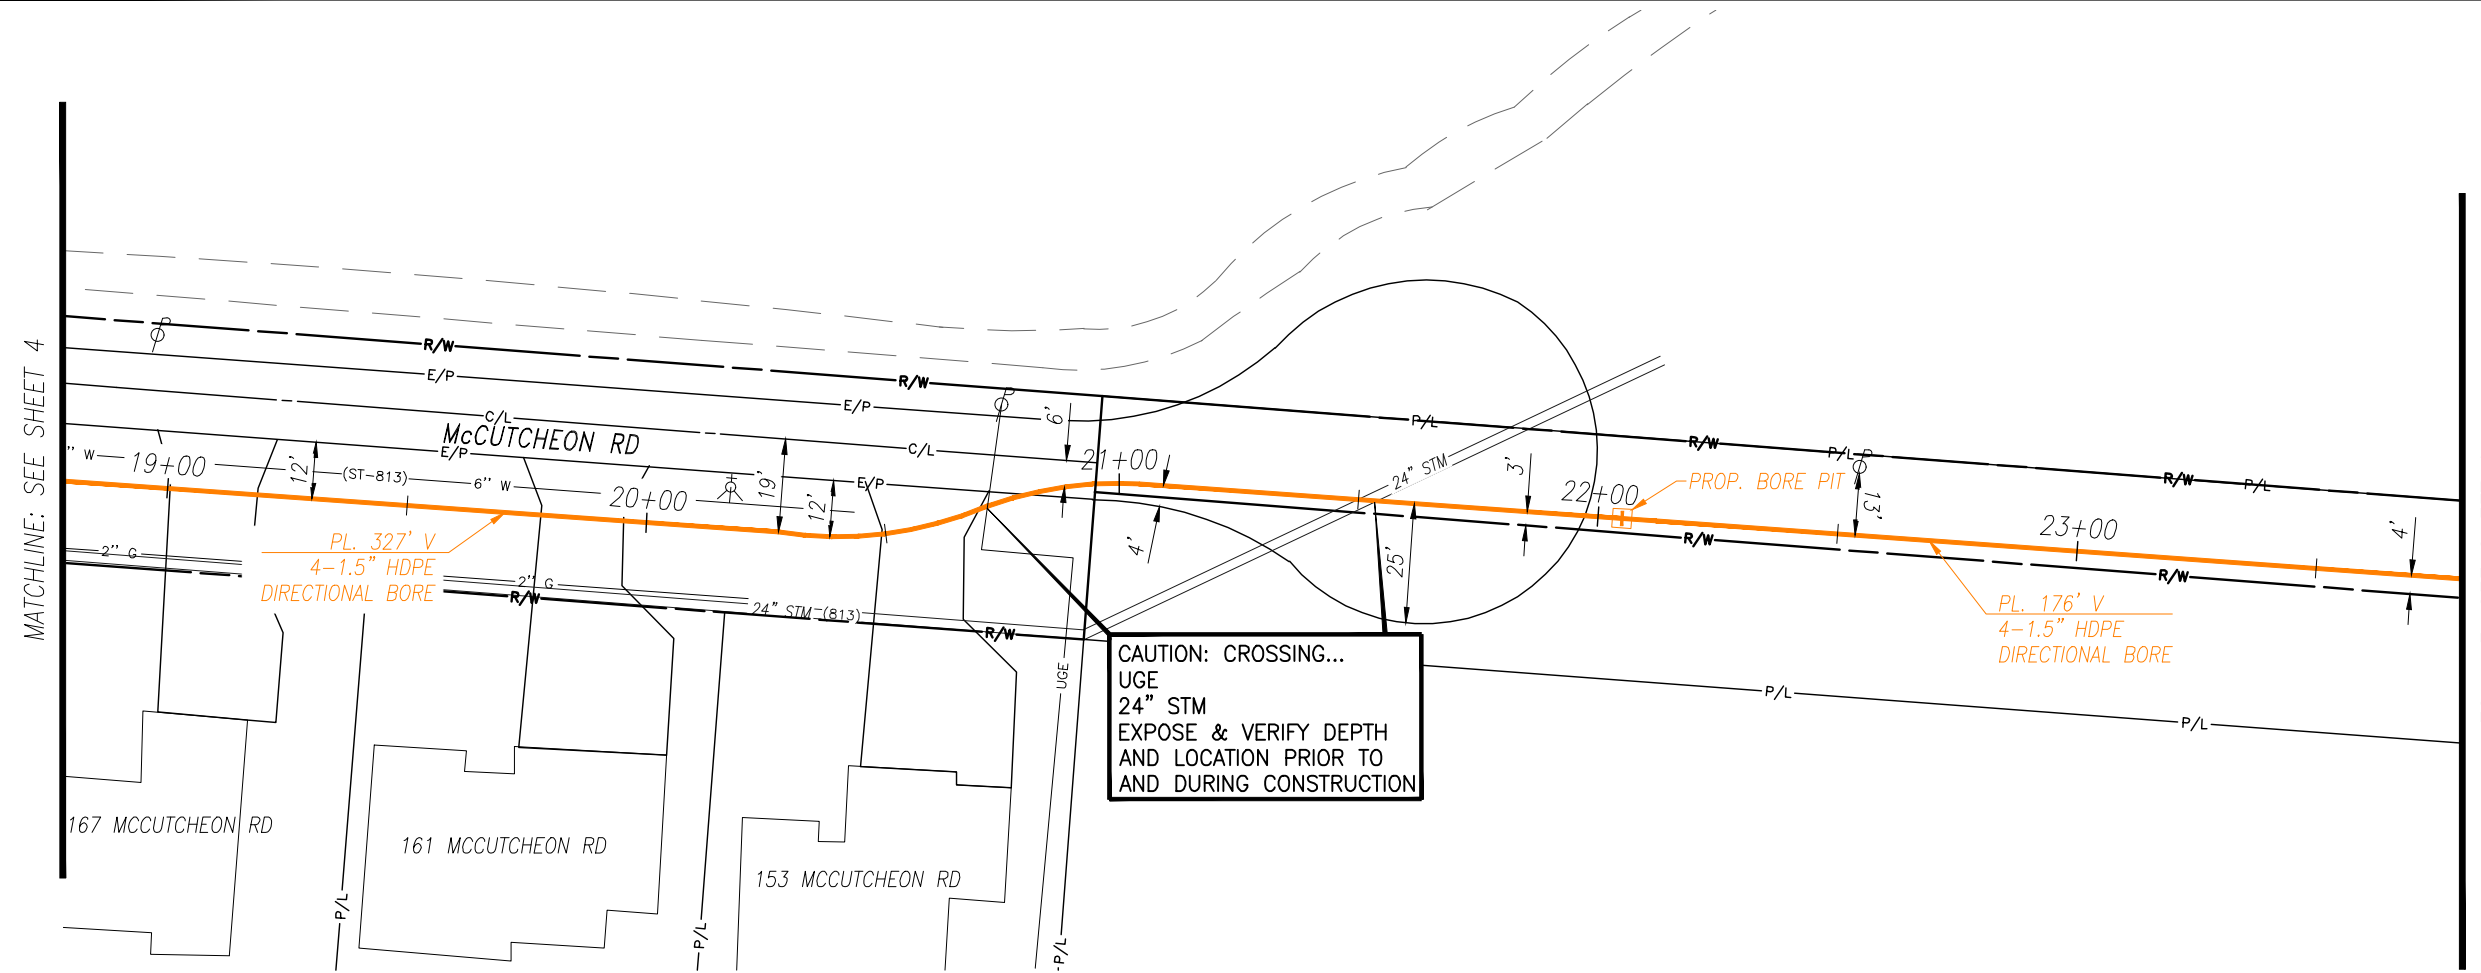 MATCHLINE: SEE SHEET 4
R/W
R/W
E/P
E/P
C/L
C/L
McCUTCHEON RD
E/P
E/P
" W
19+00
12'
(ST-813)
6" W
20+00
19'
12'
6'
21+00
4'
24" STM
P/L
R/W
P/L
R/W
P/L
3'
22+00
PROP. BORE PIT
13'
23+00
4'
25'
R/W
R/W
PL. 327' V
4-1.5" HDPE
DIRECTIONAL BORE
2" G
2" G
R/W
24" STM (813)
R/W
UGE
PL. 176' V
4-1.5" HDPE
DIRECTIONAL BORE
CAUTION: CROSSING...
UGE
24" STM
EXPOSE & VERIFY DEPTH
AND LOCATION PRIOR TO
AND DURING CONSTRUCTION
P/L
P/L
167 MCCUTCHEON RD
161 MCCUTCHEON RD
153 MCCUTCHEON RD
P/L
P/L
P/L